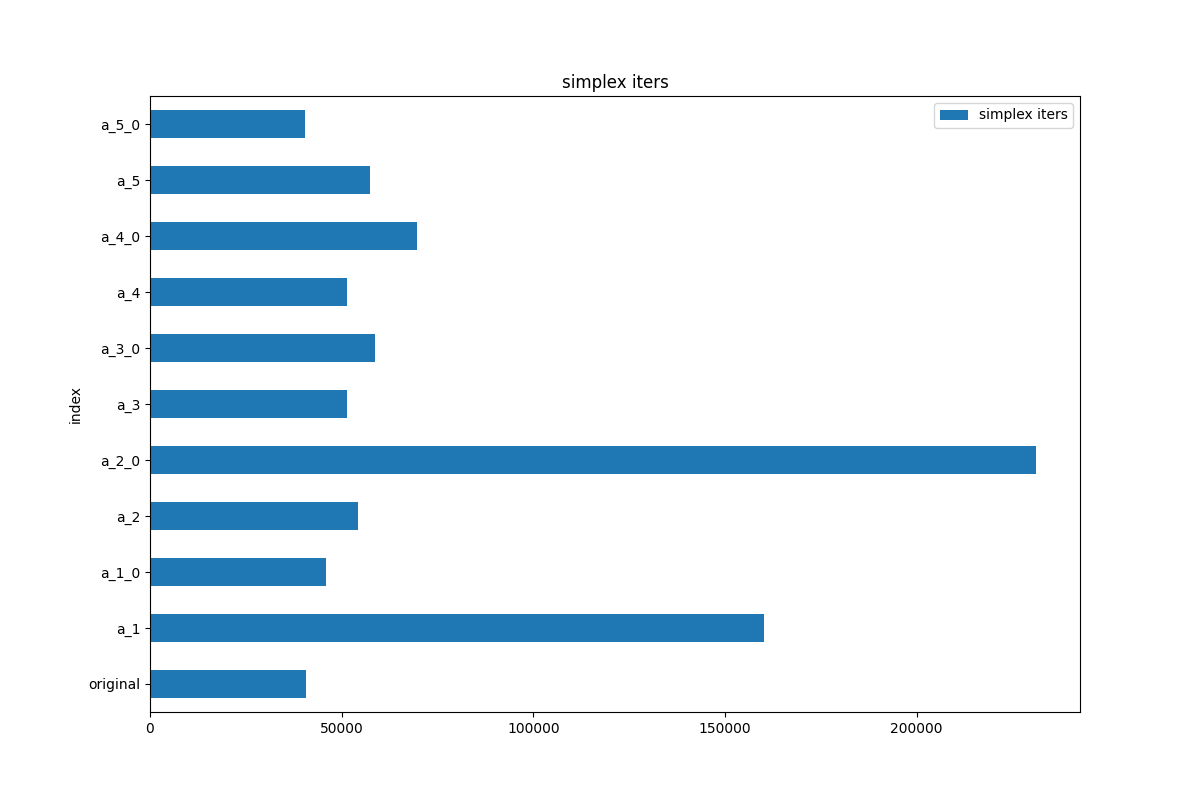 simplex iters
simplex iters
a_5_0
a_5
a_4_0
a_4
a_3_0
a_3
index
a_2_0
a_2
a_1_0
a_1
original
0 50000 100000 150000 200000